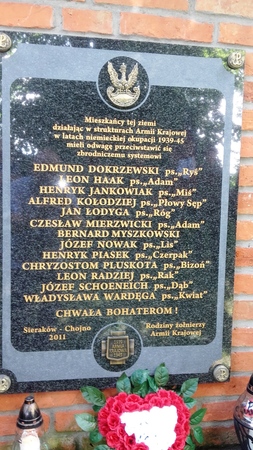 Mieszkańcy tej ziemi
działając w strukturach Armii Krajowej
w latach niemieckiej okupacji 1939-45
mieli odwagę przeciwstawić się
zbrodniczemu systemowi
EDMUND DOKRZEWSKI ps.„Ryś”
LEON HAAK ps.„Adam”
HENRYK JANKOWIAK ps.„Miś”
ALFRED KOŁODZIEJ ps.„Płowy Sęp”
JAN ŁODYGA ps.„Róg”
CZESŁAW MIERZWICKI ps.„Adam”
BERNARD MYSZKOWSKI
JÓZEF NOWAK ps.„Lis”
HENRYK PIASEK ps.„Czerpak”
CHRYZOSTOM PLUSKOTA ps.„Bizoń”
LEON RADZIEJ ps.„Rak”
JÓZEF SCHOENEICH ps.„Dąb”
WŁADYSŁAWA WARDĘGA ps.„Kwiat”
CHWAŁA BOHATEROM !
Sieraków - Chojno
2011
Rodziny żołnierzy
Armii Krajowej